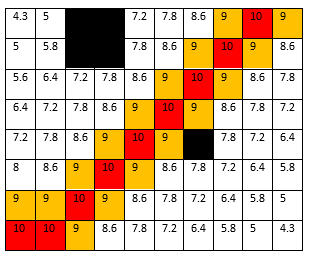 4.3 5 7.2 7.8 8.6 9 10 9
5 5.8 7.8 8.6 9 10 9 8.6
5.6 6.4 7.2 7.8 8.6 9 10 9 8.6 7.8
6.4 7.2 7.8 8.6 9 10 9 8.6 7.8 7.2
7.2 7.8 8.6 9 10 9 7.8 7.2 6.4
8 8.6 9 10 9 8.6 7.8 7.2 6.4 5.8
9 9 10 9 8.6 7.8 7.2 6.4 5.8 5
10 10 9 8.6 7.8 7.2 6.4 5.8 5 4.3